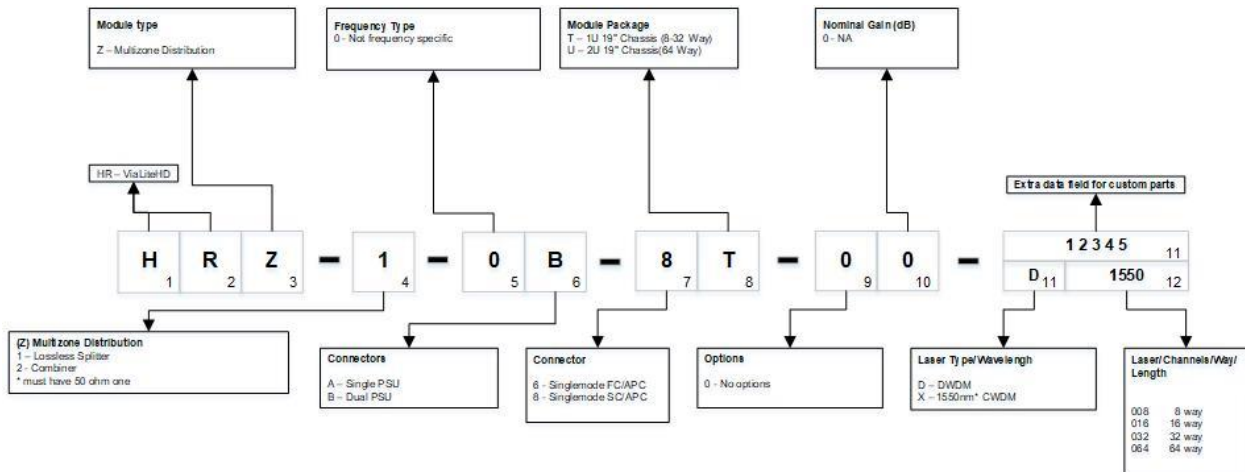 Module type
Z – Multizone Distribution
Frequency Type
0 - Not frequency specific
Module Package
T – 1U 19" Chassis (8-32 Way)
U – 2U 19" Chassis(64 Way)
Nominal Gain (dB)
0 - NA
HR – ViaLiteHD
Extra data field for custom parts
H 1 R 2 Z 3 – 1 4 – 0 5 B 6 – 8 7 T 8 – 0 9 0 10 –
1 2 3 4 5 11
D 11 1550 12
(Z) Multizone Distribution
1 – Lossless Splitter
2 - Combiner
* must have 50 ohm one
Connectors
A – Single PSU
B – Dual PSU
Connector
6 - Singlemode FC/APC
8 - Singlemode SC/APC
Options
0 - No options
Laser Type/Wavelengh
D – DWDM
X – 1550nm* CWDM
Laser/Channels/Way/
Length
008 8 way
016 16 way
032 32 way
064 64 way